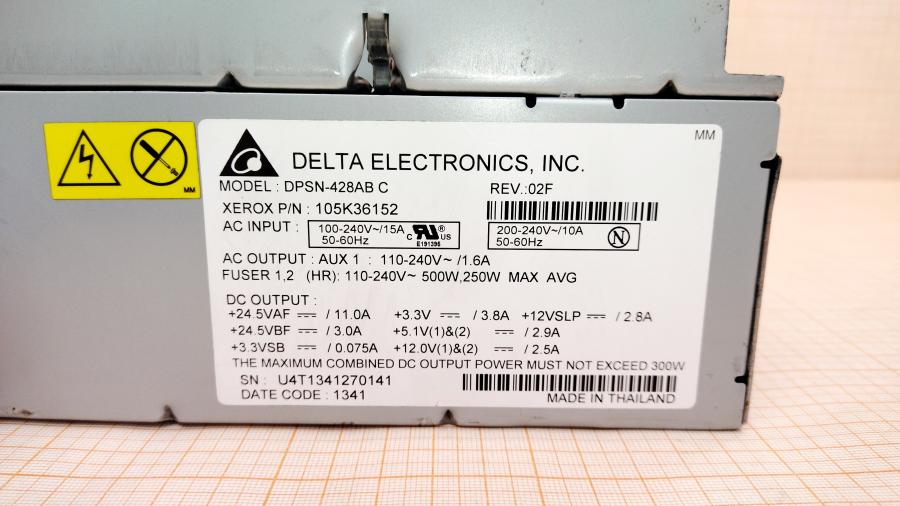 MM
MM
DELTA ELECTRONICS, INC.
MODEL : DPSN-428AB C REV.:02F
XEROX P/N : 105K36152
AC INPUT : 100-240V~/15A 50-60Hz C RU ® US E191395 200-240V~/10A 50-60Hz N
AC OUTPUT : AUX 1 : 110-240V~ /1.6A
FUSER 1,2 (HR): 110-240V~ 500W,250W MAX AVG
DC OUTPUT :
+24.5VAF ⎓ / 11.0A +3.3V ⎓ / 3.8A +12VSLP ⎓ / 2.8A
+24.5VBF ⎓ / 3.0A +5.1V(1)&(2) ⎓ / 2.9A
+3.3VSB ⎓ / 0.075A +12.0V(1)&(2) ⎓ / 2.5A
THE MAXIMUM COMBINED DC OUTPUT POWER MUST NOT EXCEED 300W
SN : U4T1341270141
DATE CODE : 1341 MADE IN THAILAND